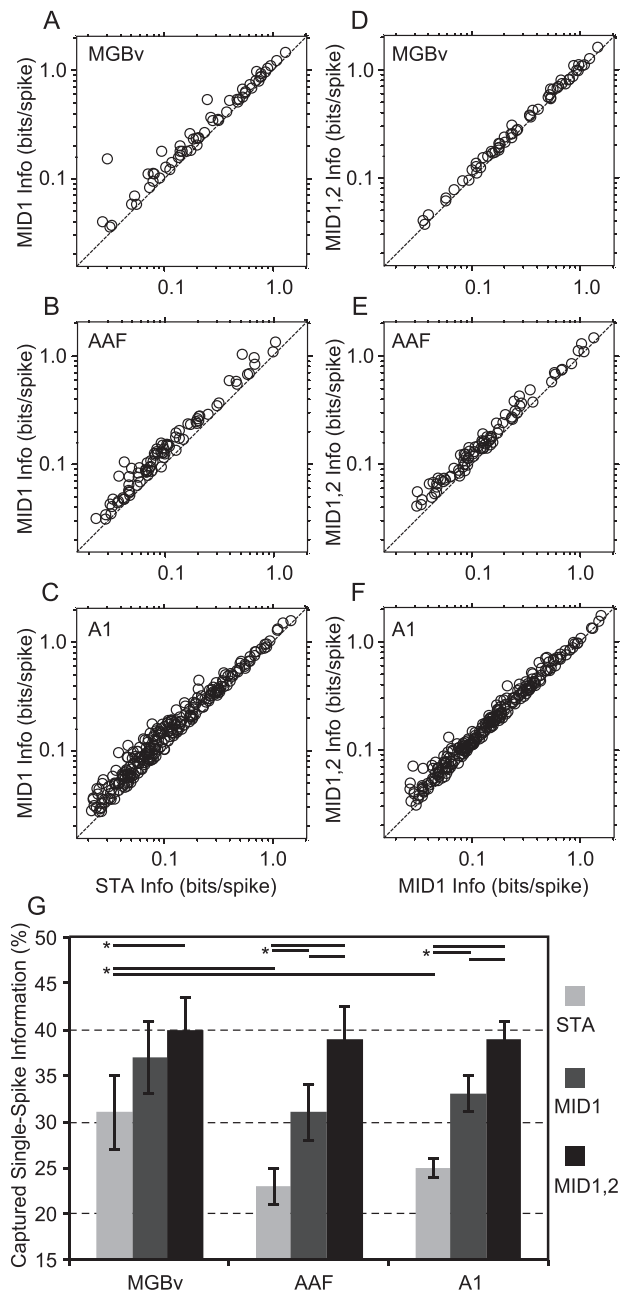 A
MGBv
MID1 Info (bits/spike)
1.0
0.1
0.1
1.0
D
MGBv
MID1,2 Info (bits/spike)
1.0
0.1
0.1
1.0
B
AAF
MID1 Info (bits/spike)
1.0
0.1
0.1
1.0
E
AAF
MID1,2 Info (bits/spike)
1.0
0.1
0.1
1.0
C
A1
MID1 Info (bits/spike)
1.0
0.1
0.1
1.0
STA Info (bits/spike)
F
A1
MID1,2 Info (bits/spike)
1.0
0.1
0.1
1.0
MID1 Info (bits/spike)
G
Captured Single-Spike Information (%)
50
45
40
35
30
25
20
15
*
*
*
*
MGBv
AAF
A1
STA
MID1
MID1,2